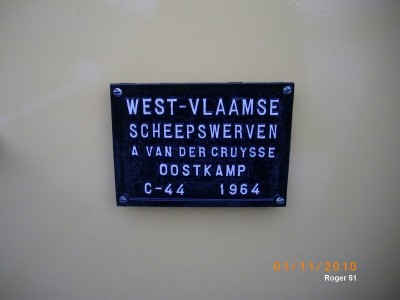 WEST-VLAAMSE
SCHEEPSWERVEN
A VAN DER CRUYSSE
OOSTKAMP
C-44 1964
01/11/2010
Roger 51